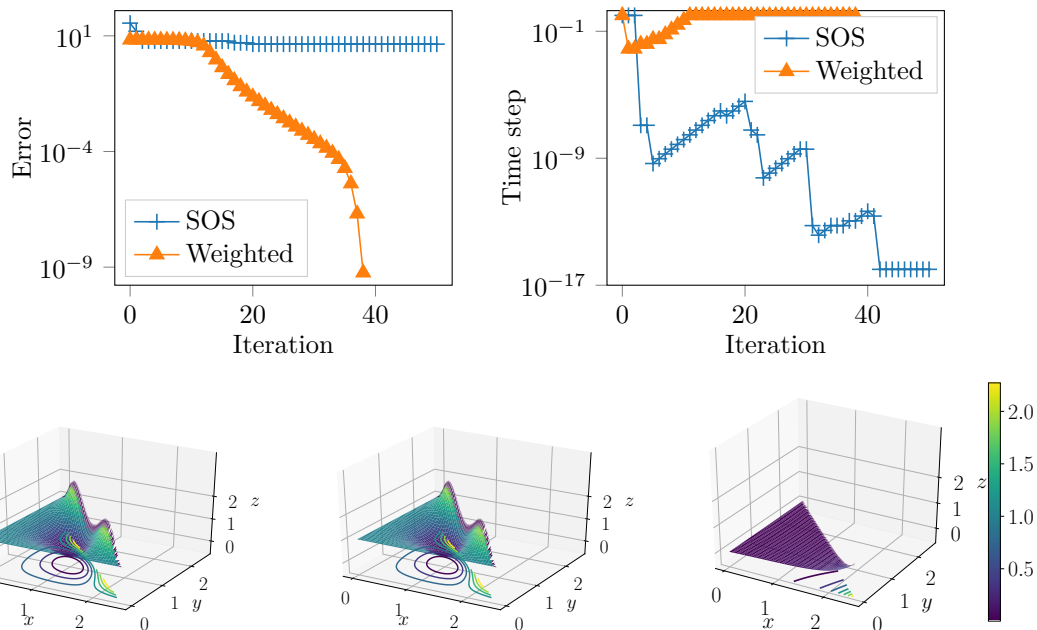 10^1
10^{-4}
10^{-9}
Error
SOS
Weighted
0 20 40
Iteration
10^{-1}
10^{-9}
10^{-17}
Time step
SOS
Weighted
0 20 40
Iteration
2 z
1
0
2
1 y
0
1
x 2
2 z
1
0
2
1 y
0
0
1
x 2
2 z
1
0
2
1 y
0
0
1
x 2
2.0
1.5
1.0
0.5